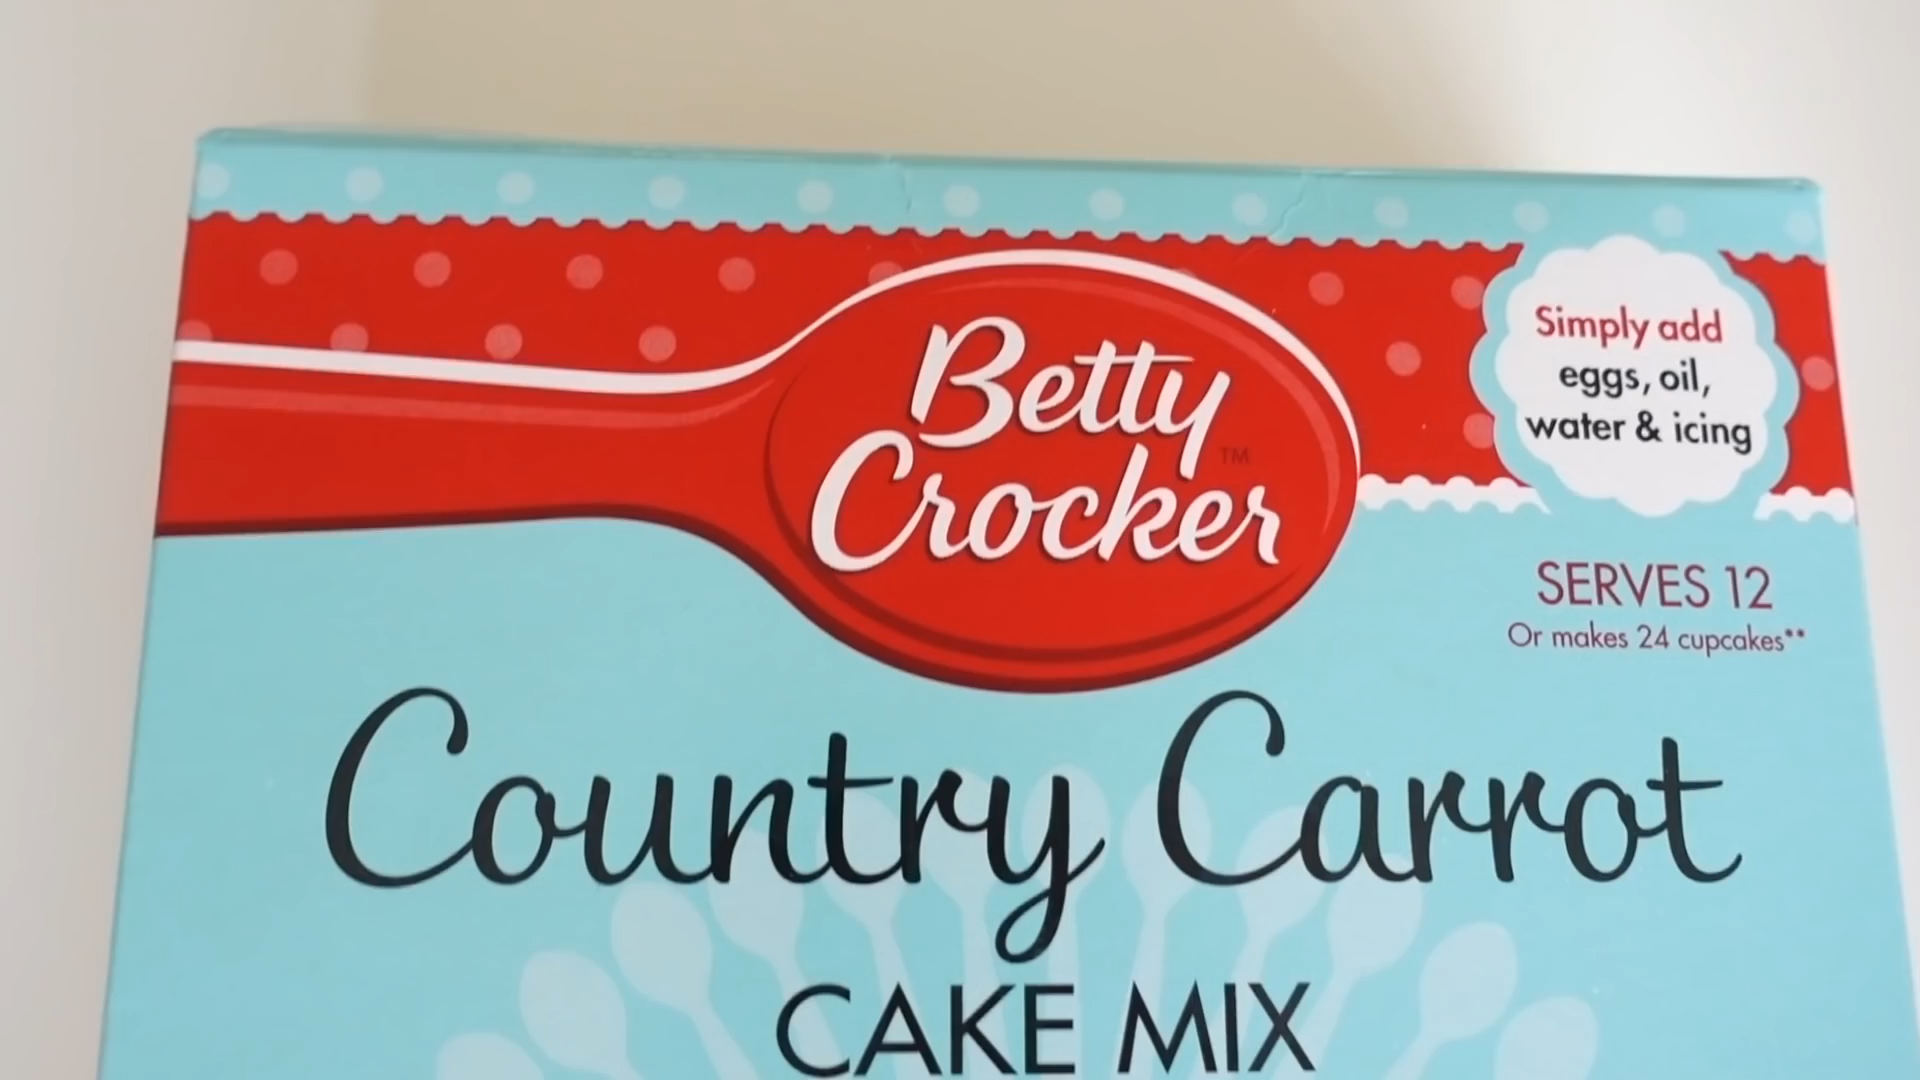 Betty
Crocker
TM
Simply add
eggs, oil,
water & icing
SERVES 12
Or makes 24 cupcakes**
Country Carrot
CAKE MIX